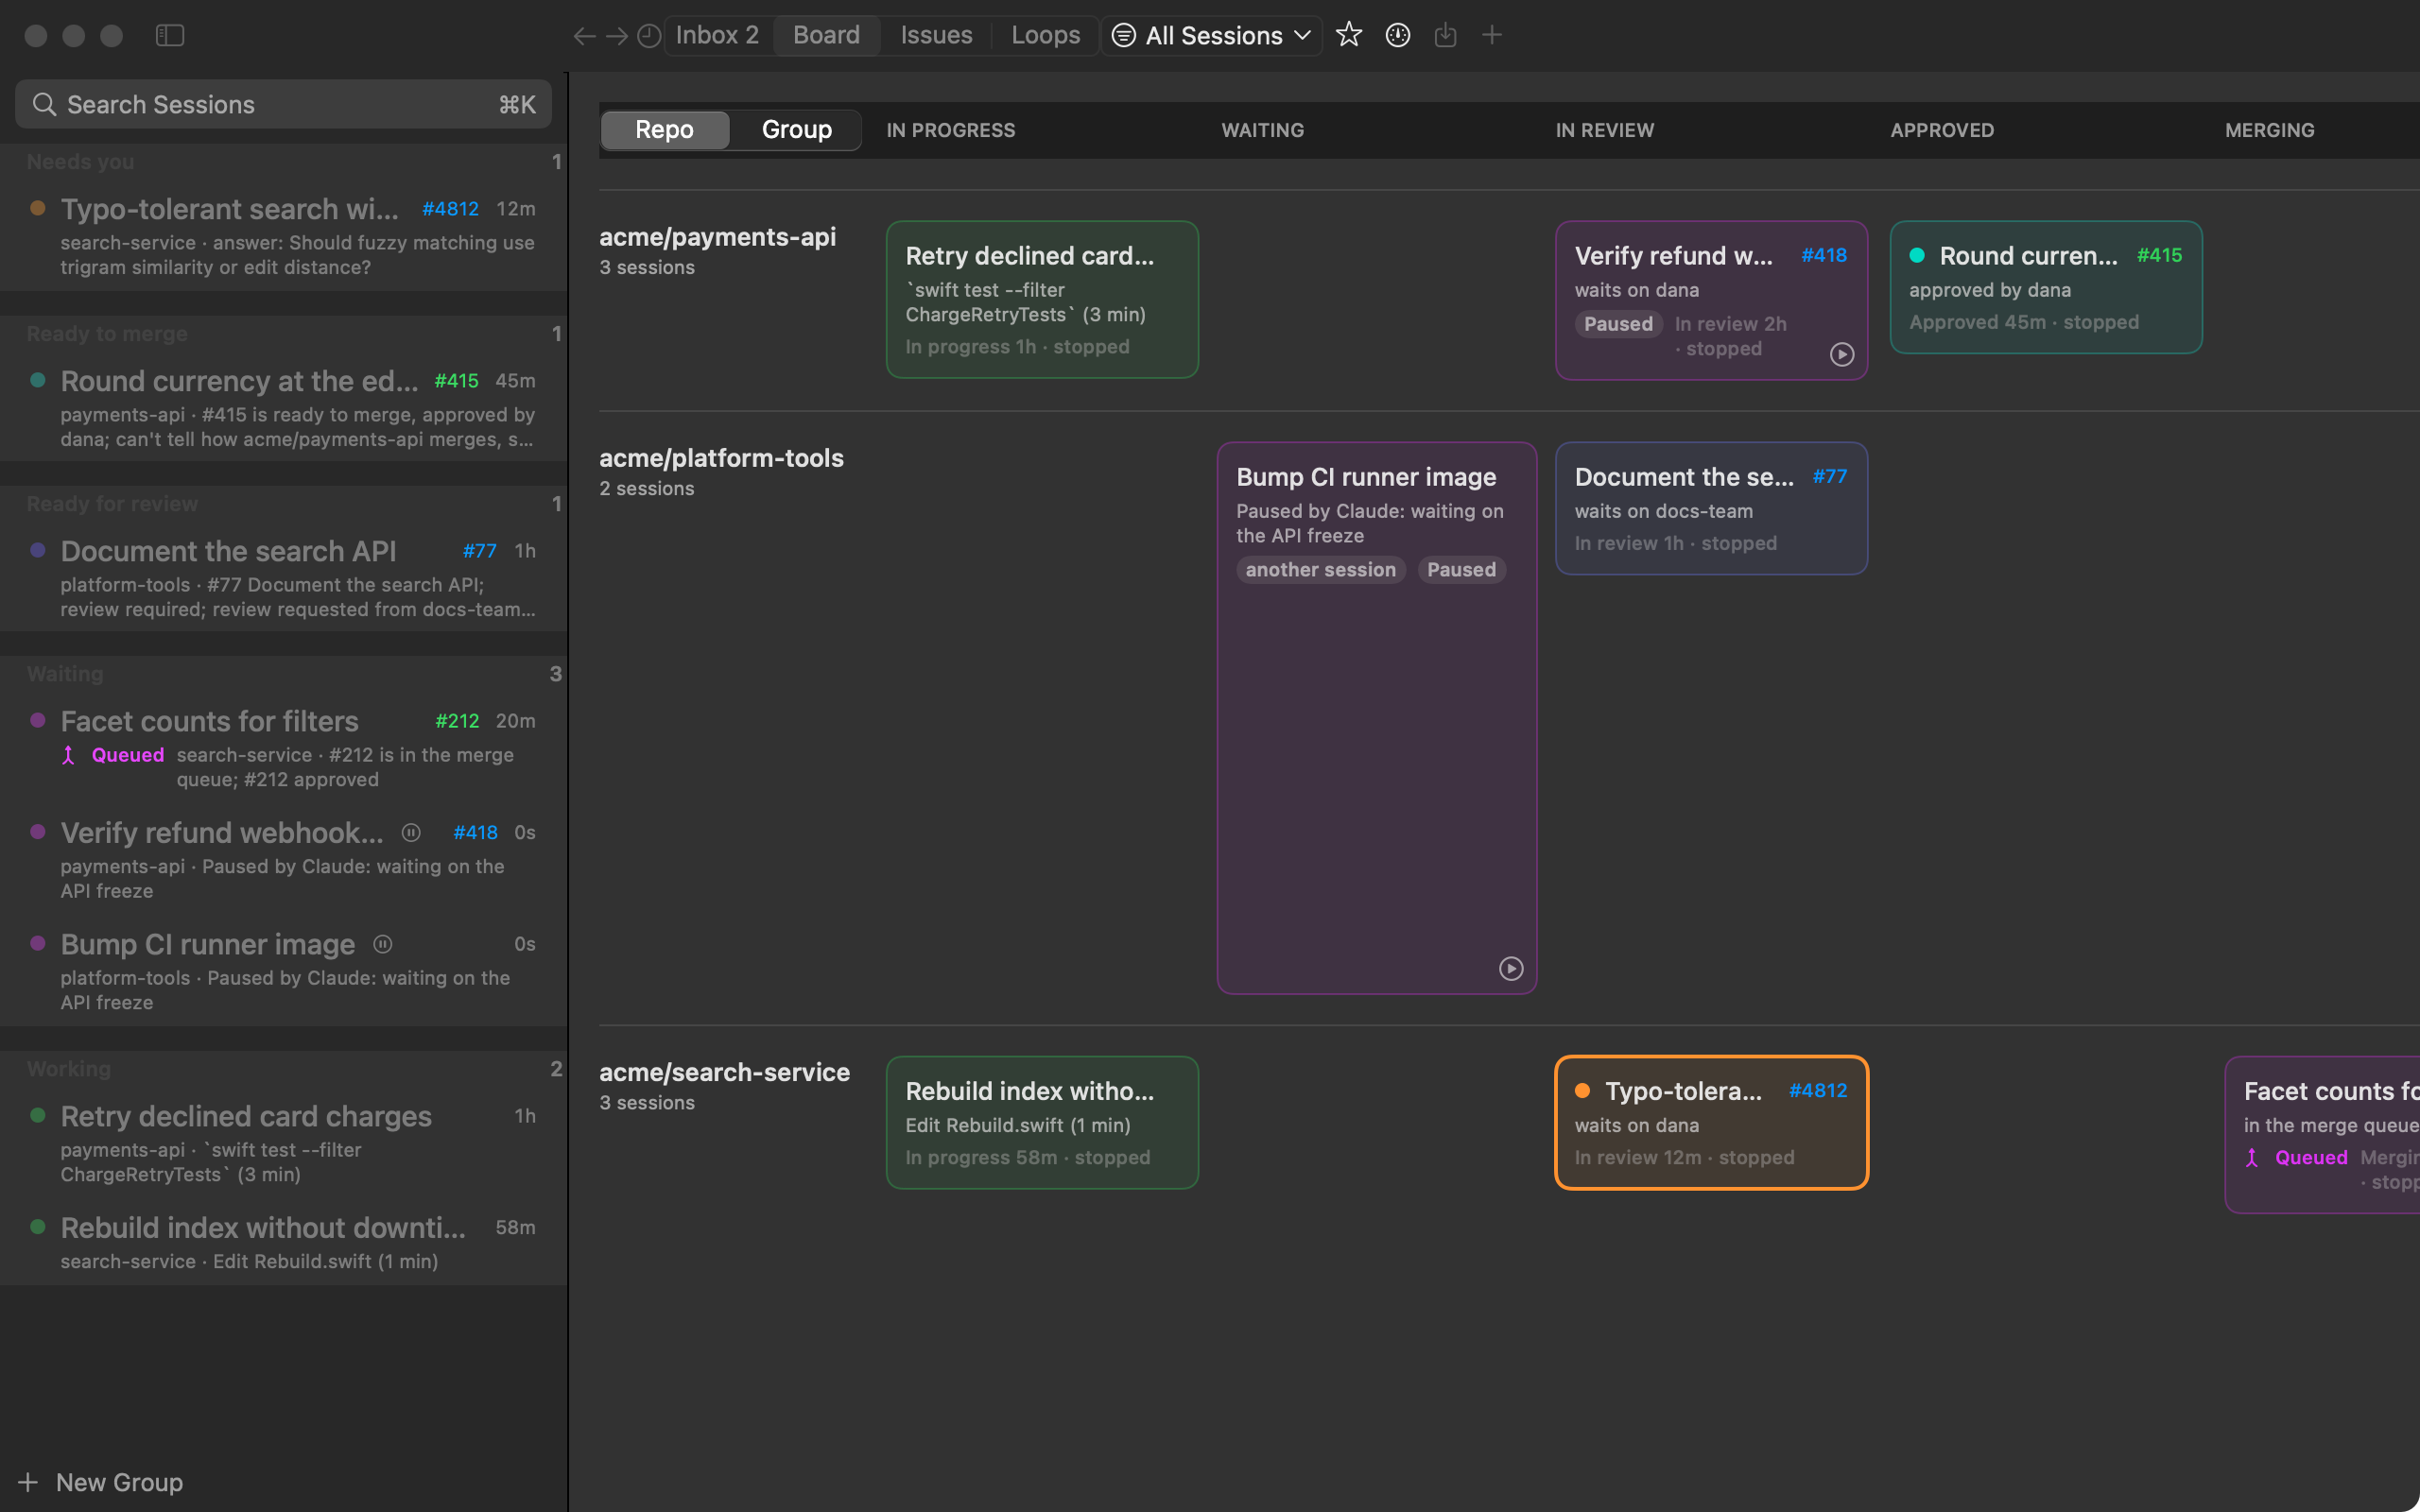 Inbox 2
Board
Issues
Loops
All Sessions
Search Sessions ⌘K
Needs you 1
Typo-tolerant search wi... #4812 12m
search-service · answer: Should fuzzy matching use
trigram similarity or edit distance?
Ready to merge 1
Round currency at the ed... #415 45m
payments-api · #415 is ready to merge, approved by
dana; can't tell how acme/payments-api merges, s...
Ready for review 1
Document the search API #77 1h
platform-tools · #77 Document the search API;
review required; review requested from docs-team...
Waiting 3
Facet counts for filters #212 20m
Queued search-service · #212 is in the merge
queue; #212 approved
Verify refund webhook... #418 0s
payments-api · Paused by Claude: waiting on the
API freeze
Bump CI runner image 0s
platform-tools · Paused by Claude: waiting on the
API freeze
Working 2
Retry declined card charges 1h
payments-api · `swift test --filter
ChargeRetryTests` (3 min)
Rebuild index without downti... 58m
search-service · Edit Rebuild.swift (1 min)
New Group
Repo Group IN PROGRESS WAITING IN REVIEW APPROVED MERGING
acme/payments-api
3 sessions
Retry declined card...
`swift test --filter
ChargeRetryTests` (3 min)
In progress 1h · stopped
Verify refund w... #418
waits on dana
Paused In review 2h
· stopped
Round curren... #415
approved by dana
Approved 45m · stopped
acme/platform-tools
2 sessions
Bump CI runner image
Paused by Claude: waiting on
the API freeze
another session Paused
Document the se... #77
waits on docs-team
In review 1h · stopped
acme/search-service
3 sessions
Rebuild index witho...
Edit Rebuild.swift (1 min)
In progress 58m · stopped
Typo-tolera... #4812
waits on dana
In review 12m · stopped
Facet counts
in the merge queue
Queued